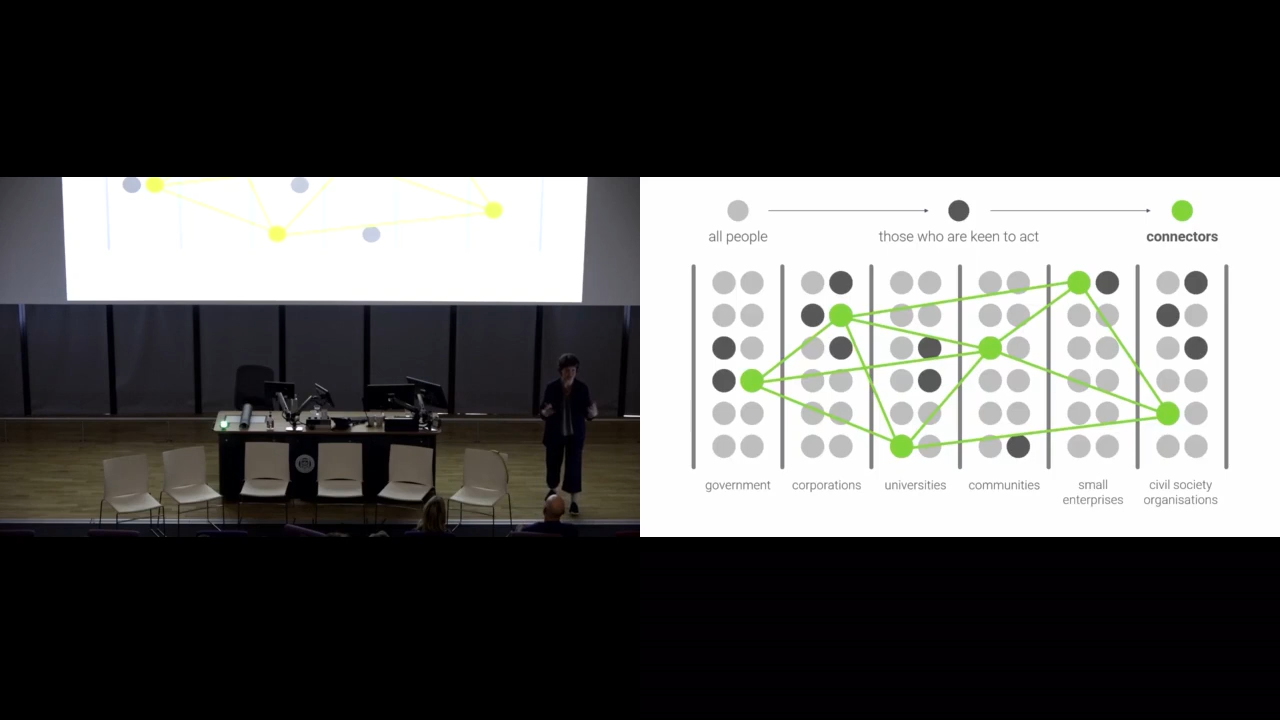 all people
those who are keen to act
connectors
government
corporations
universities
communities
small
enterprises
civil society
organisations